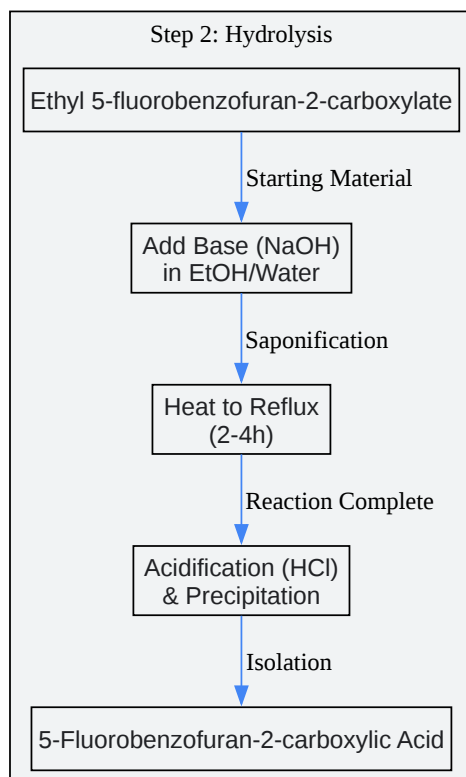 Step 2: Hydrolysis
Ethyl 5-fluorobenzofuran-2-carboxylate
Starting Material
Add Base (NaOH)
in EtOH/Water
Saponification
Heat to Reflux
(2-4h)
Reaction Complete
Acidification (HCl)
& Precipitation
Isolation
5-Fluorobenzofuran-2-carboxylic Acid